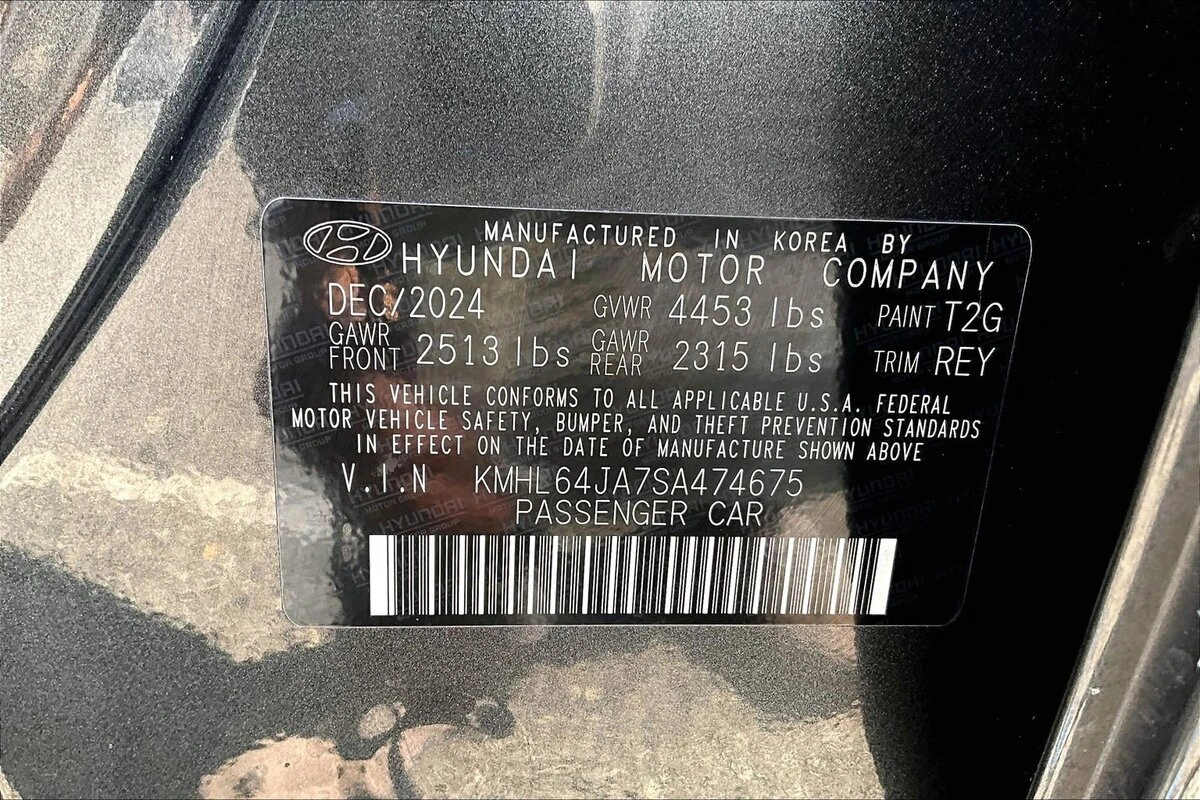 MANUFACTURED IN KOREA BY
HYUNDAI MOTOR COMPANY
DEC/2024 GVWR 4453 lbs PAINT T2G
GAWR FRONT 2513 lbs GAWR REAR 2315 lbs TRIM REY
THIS VEHICLE CONFORMS TO ALL APPLICABLE U.S.A. FEDERAL
MOTOR VEHICLE SAFETY, BUMPER, AND THEFT PREVENTION STANDARDS
IN EFFECT ON THE DATE OF MANUFACTURE SHOWN ABOVE
V.I.N KMHL64JA7SA474675
PASSENGER CAR